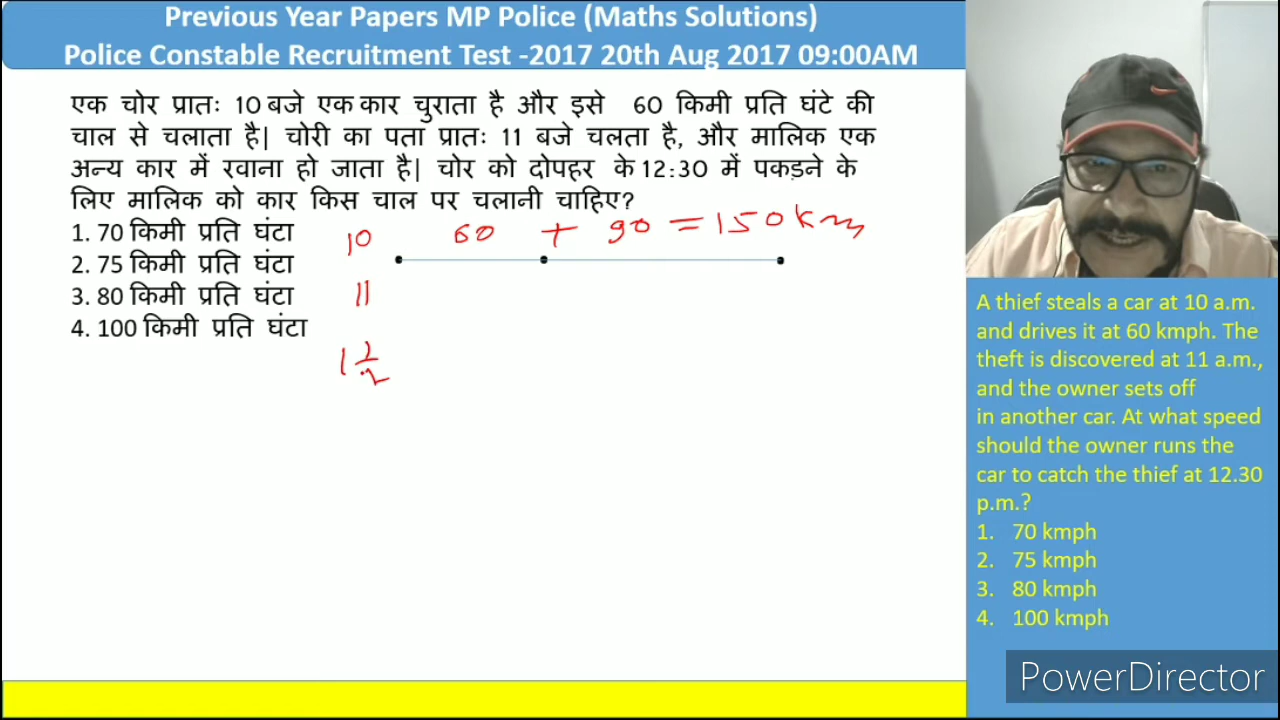 Previous Year Papers MP Police (Maths Solutions)
Police Constable Recruitment Test -2017 20th Aug 2017 09:00AM
एक चोर प्रातः 10 बजे एक कार चुराता है और इसे 60 किमी प्रति घंटे की
चाल से चलाता है| चोरी का पता प्रातः 11 बजे चलता है, और मालिक एक
अन्य कार में रवाना हो जाता है| चोर को दोपहर के 12:30 में पकड़ने के
लिए मालिक को कार किस चाल पर चलानी चाहिए?
1. 70 किमी प्रति घंटा
2. 75 किमी प्रति घंटा
3. 80 किमी प्रति घंटा
4. 100 किमी प्रति घंटा
10 60 + 90 = 150 km
11
A thief steals a car at 10 a.m.
and drives it at 60 kmph. The
theft is discovered at 11 a.m.,
and the owner sets off
in another car. At what speed
should the owner runs the
car to catch the thief at 12.30
p.m.?
1. 70 kmph
2. 75 kmph
3. 80 kmph
4. 100 kmph
PowerDirector